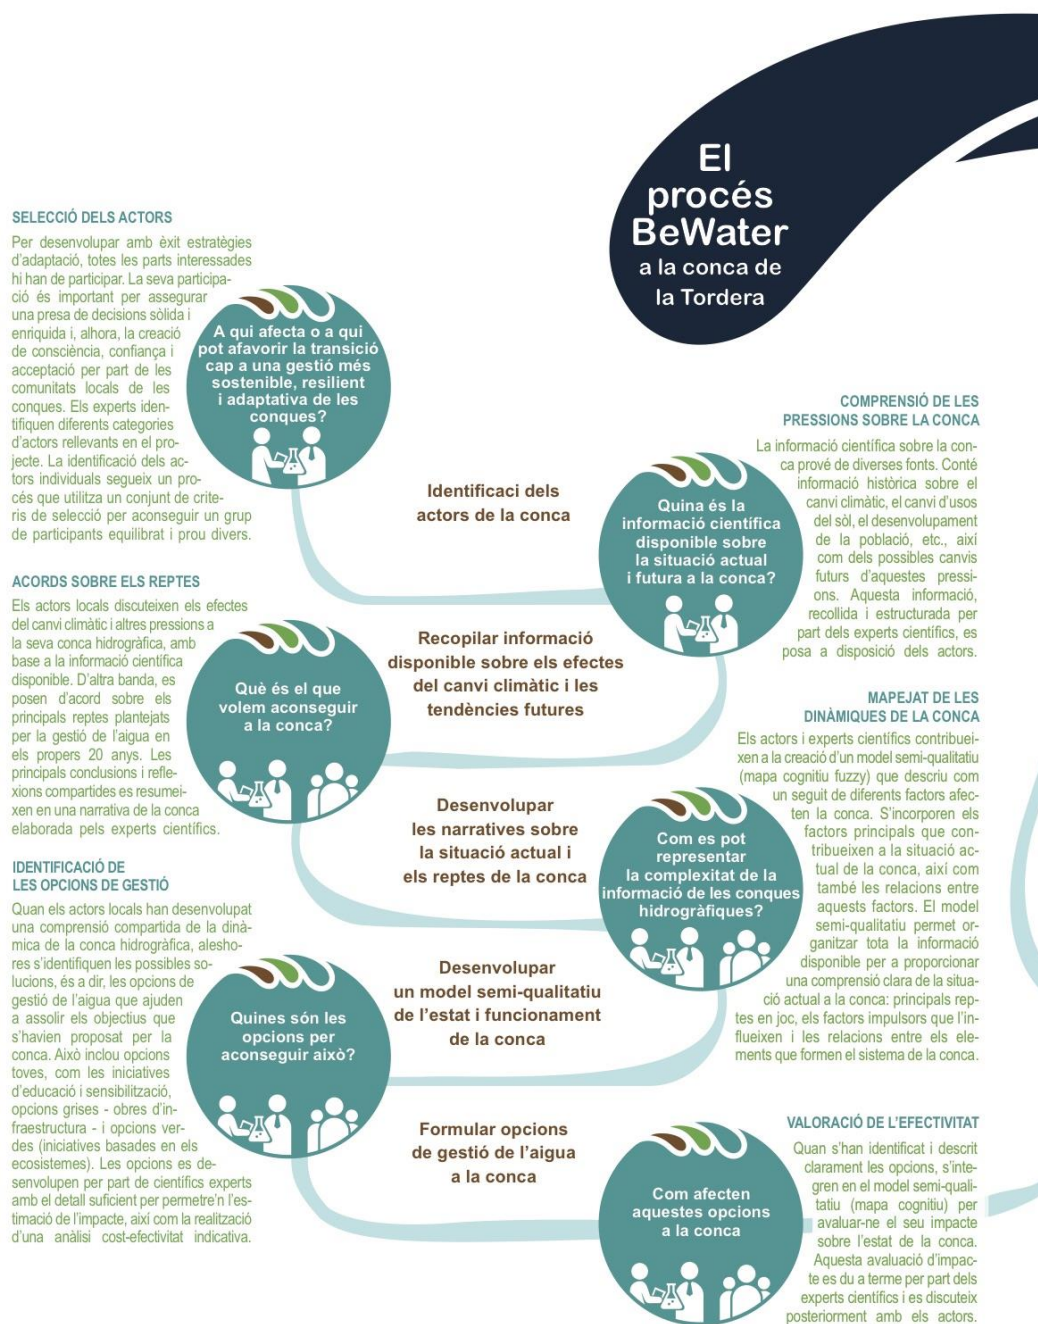 El
procés
BeWater
a la conca de
la Tordera
SELECCIÓ DELS ACTORS
Per desenvolupar amb èxit estratègies
d'adaptació, totes les parts interessades
hi han de participar. La seva participa-
ció és important per assegurar
una presa de decisions sòlida i
enriquida i, alhora, la creació
de consciència, confiança i
acceptació per part de les
comunitats locals de les
conques. Els experts iden-
tifiquen diferents categories
d'actors rellevants en el pro-
jecte. La identificació dels ac-
tors individuals segueix un pro-
cés que utilitza un conjunt de crite-
ris de selecció per aconseguir un grup
de participants equilibrat i prou divers.
A qui afecta o a qui
pot afavorir la transició
cap a una gestió més
sostenible, resilient
i adaptativa de les
conques?
Identificaci dels
actors de la conca
COMPRENSIÓ DE LES
PRESSIONS SOBRE LA CONCA
La informació científica sobre la con-
ca prové de diverses fonts. Conté
informació històrica sobre el
canvi climàtic, el canvi d'usos
del sòl, el desenvolupament
de la població, etc., així
com dels possibles canvis
futurs d'aquestes pressi-
ons. Aquesta informació,
recollida i estructurada per
part dels experts científics, es
posa a disposició dels actors.
Quina és la
informació científica
disponible sobre
la situació actual
i futura a la conca?
Recopilar informació
disponible sobre els efectes
del canvi climàtic i les
tendències futures
ACORDS SOBRE ELS REPTES
Els actors locals discuteixen els efectes
del canvi climàtic i altres pressions a
la seva conca hidrogràfica, amb
base a la informació científica
disponible. D'altra banda, es
posen d'acord sobre els
principals reptes plantejats
per la gestió de l'aigua en
els propers 20 anys. Les
principals conclusions i refle-
xions compartides es resumei-
xen en una narrativa de la conca
elaborada pels experts científics.
Què és el que
volem aconseguir
a la conca?
Desenvolupar
les narratives sobre
la situació actual i
els reptes de la conca
MAPEJAT DE LES
DINÀMIQUES DE LA CONCA
Els actors i experts científics contribuei-
xen a la creació d'un model semi-qualitatiu
(mapa cognitiu fuzzy) que descriu com
un seguit de diferents factors afec-
ten la conca. S'incorporen els
factors principals que con-
tribueixen a la situació ac-
tual de la conca, així com
també les relacions entre
aquests factors. El model
semi-qualitatiu permet or-
ganitzar tota la informació
disponible per a proporcionar
una comprensió clara de la situa-
ció actual a la conca: principals rep-
tes en joc, els factors impulsors que l'in-
flueixen i les relacions entre els ele-
ments que formen el sistema de la conca.
Com es pot
representar
la complexitat de la
informació de les conques
hidrogràfiques?
Desenvolupar
un model semi-qualitatiu
de l'estat i funcionament
de la conca
IDENTIFICACIÓ DE
LES OPCIONS DE GESTIÓ
Quan els actors locals han desenvolupat
una comprensió compartida de la dinà-
mica de la conca hidrogràfica, alesho-
res s'identifiquen les possibles so-
lucions, és a dir, les opcions de
gestió de l'aigua que ajuden
a assolir els objectius que
s'havien proposat per la
conca. Això inclou opcions
toves, com les iniciatives
d'educació i sensibilització,
opcions grises - obres d'in-
fraestructura - i opcions ver-
des (iniciatives basades en els
ecosistemes). Les opcions es de-
senvolupen per part de científics experts
amb el detall suficient per permetre'n l'es-
timació de l'impacte, així com la realització
d'una anàlisi cost-efectivitat indicativa.
Quines són les
opcions per
aconseguir això?
Formular opcions
de gestió de l'aigua
a la conca
VALORACIÓ DE L'EFECTIVITAT
Quan s'han identificat i descrit
clarament les opcions, s'inte-
gren en el model semi-quali-
tatiu (mapa cognitiu) per
avaluar-ne el seu impacte
sobre l'estat de la conca.
Aquesta avaluació d'impac-
te es du a terme per part dels
experts científics i es discuteix
posteriorment amb els actors.
Com afecten
aquestes opcions
a la conca